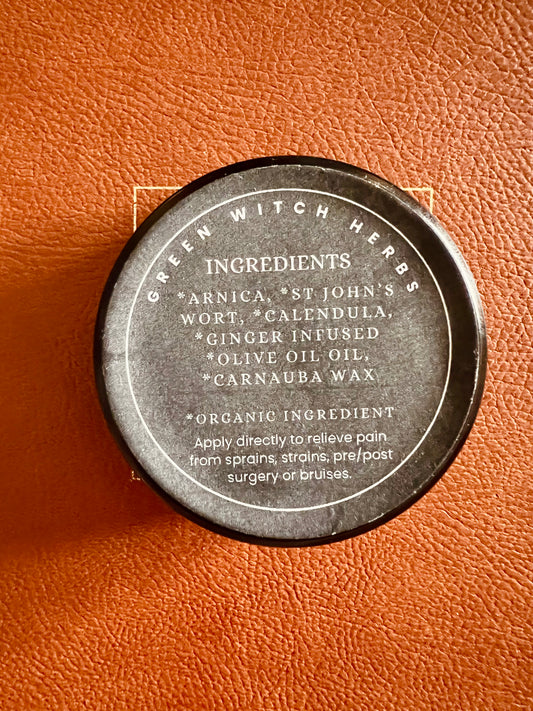 GREEN WITCH HERBS
INGREDIENTS
*ARNICA, *ST JOHN'S
WORT, *CALENDULA,
*GINGER INFUSED
*OLIVE OIL OIL,
*CARNAUBA WAX
*ORGANIC INGREDIENT
Apply directly to relieve pain
from sprains, strains, pre/post
surgery or bruises.